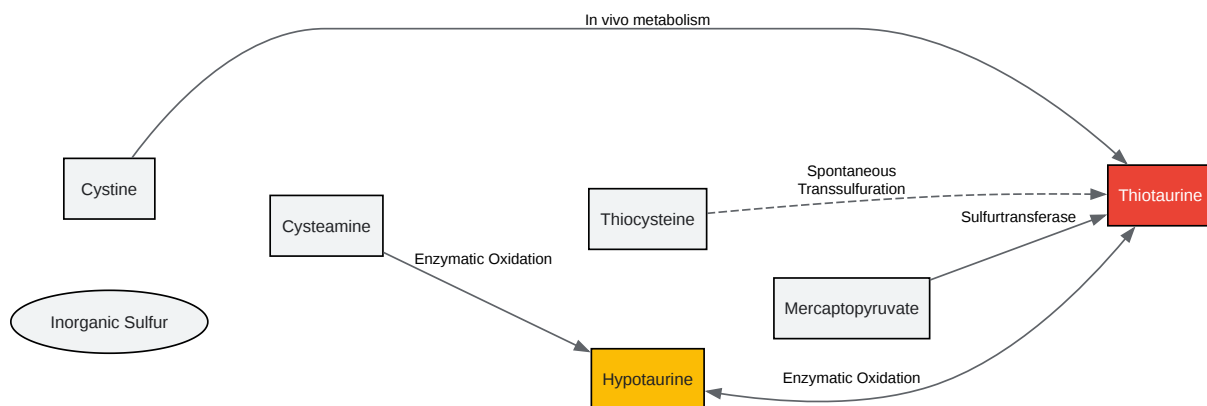 In vivo metabolism
Cystine
Spontaneous
Transsulfuration
Thiotaurine
Cysteamine
Thiocysteine
Sulfurtransferase
Enzymatic Oxidation
Inorganic Sulfur
Mercaptopyruvate
Hypotaurine
Enzymatic Oxidation